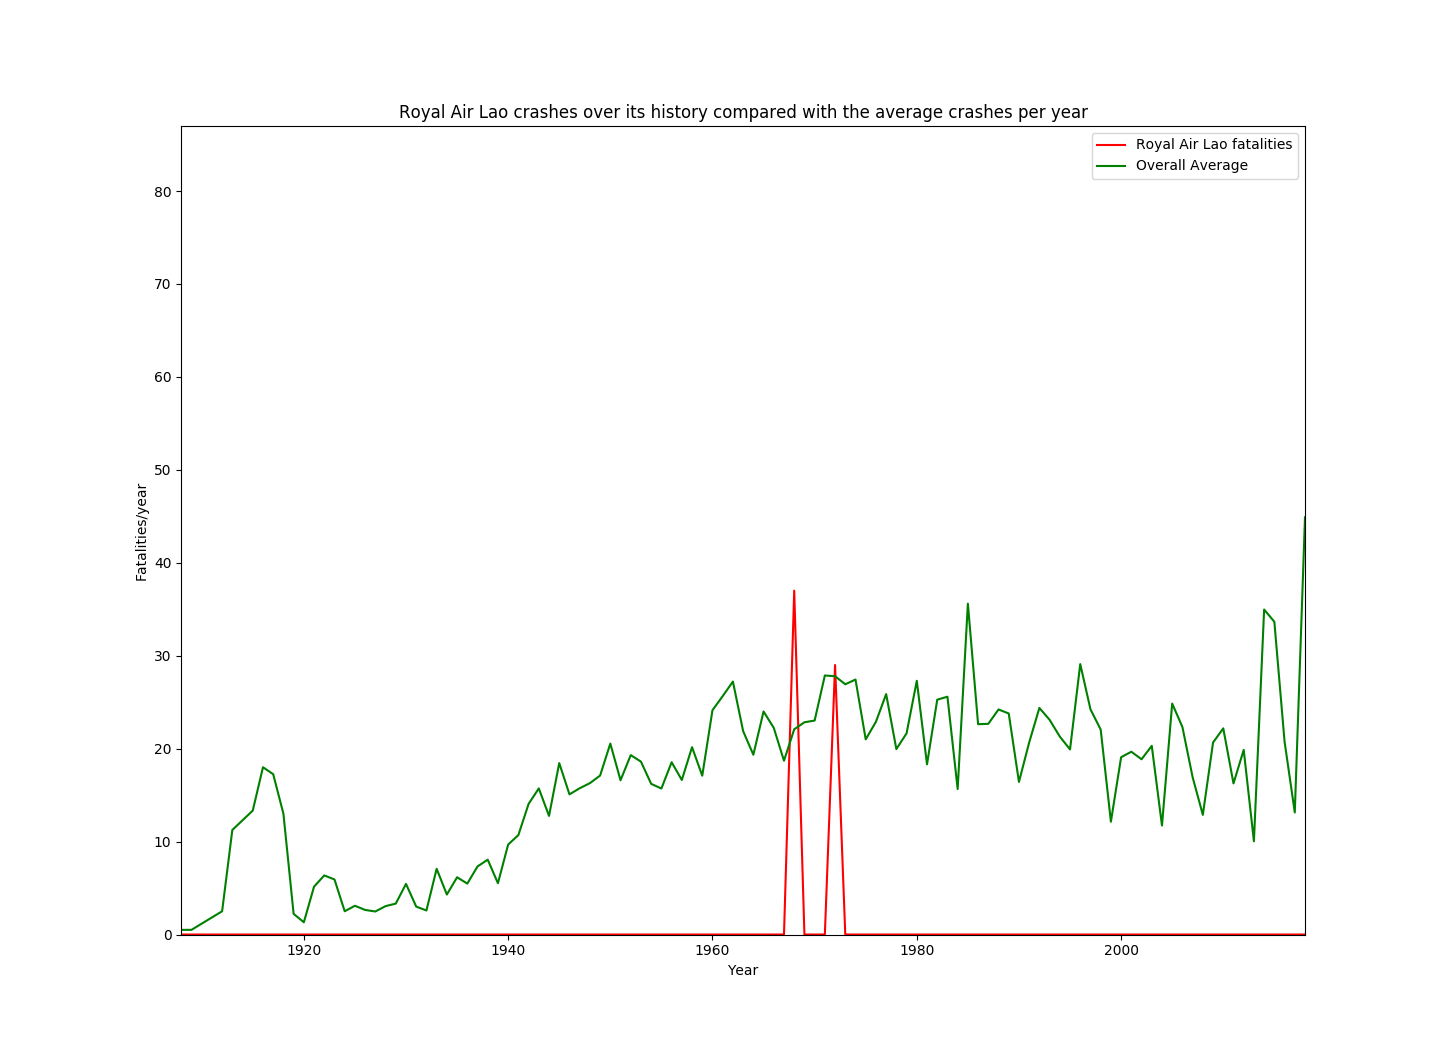 Royal Air Lao crashes over its history compared with the average crashes per year
Royal Air Lao fatalities
Overall Average
80
70
60
50
40
30
20
10
0
Fatalities/year
1920
1940
1960
1980
2000
Year